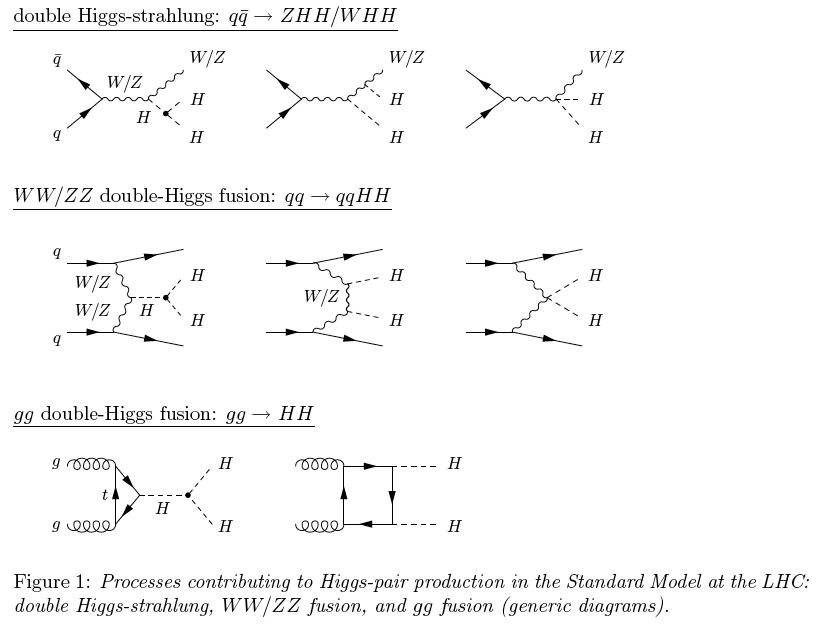 double Higgs-strahlung: qq̄ → ZHH/WHH
q̄
W/Z
W/Z
H
H
H
q
W/Z
H
H
W/Z
H
H
WW/ZZ double-Higgs fusion: qq → qqHH
q
W/Z
W/Z
H
H
H
q
W/Z
H
H
H
H
gg double-Higgs fusion: gg → HH
g
t
H
H
H
g
H
H
Figure 1: Processes contributing to Higgs-pair production in the Standard Model at the LHC:
double Higgs-strahlung, WW/ZZ fusion, and gg fusion (generic diagrams).